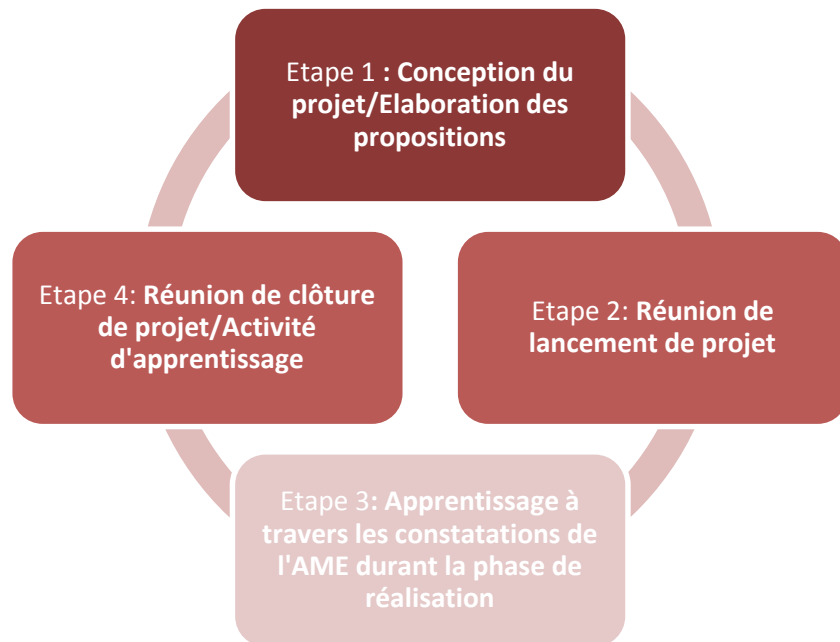 Etape 1 : Conception du
projet/Elaboration des
propositions
Etape 2: Réunion de
lancement de projet
Etape 3: Apprentissage à
travers les constatations de
l'AME durant la phase de
réalisation
Etape 4: Réunion de clôture
de projet/Activité
d'apprentissage